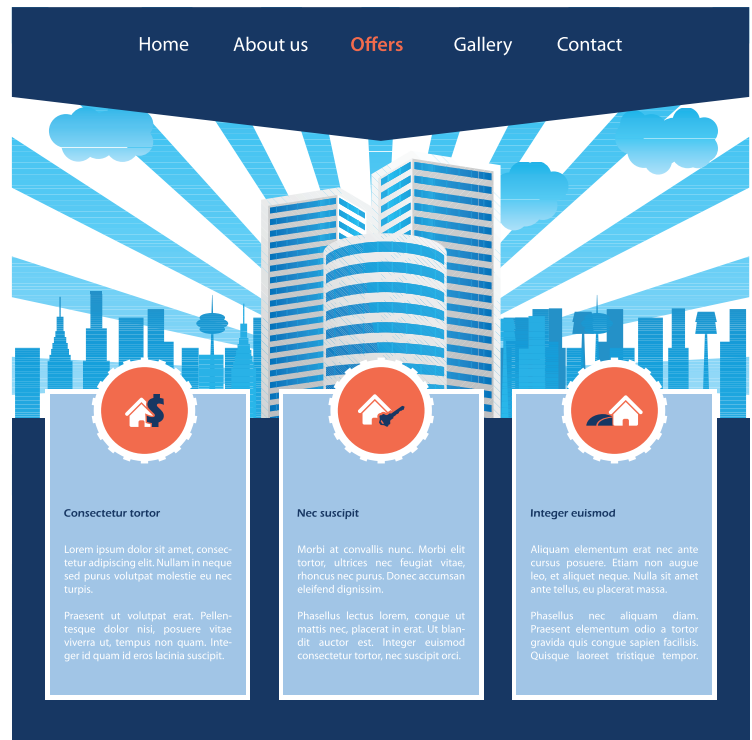 Home About us Offers Gallery Contact
Consectetur tortor
Lorem ipsum dolor sit amet, consec-
tetur adipiscing elit. Nullam in neque
sed purus volutpat molestie eu nec
turpis.
Praesent ut volutpat erat. Pellen-
tesque dolor nisi, posuere vitae
viverra ut, tempus non quam. Inte-
ger id quam id eros lacinia suscipit.
Nec suscipit
Morbi at convallis nunc. Morbi elit
tortor, ultrices nec feugiat vitae,
rhoncus nec purus. Donec accumsan
eleifend dignissim.
Phasellus lectus lorem, congue ut
mattis nec, placerat in erat. Ut blan-
dit auctor est. Integer euismod
consectetur tortor, nec suscipit orci.
Integer euismod
Aliquam elementum erat nec ante
cursus posuere. Etiam non augue
leo, et aliquet neque. Nulla sit amet
ante tellus, eu placerat massa.
Phasellus nec aliquam diam.
Praesent elementum odio a tortor
gravida quis congue sapien facilisis.
Quisque laoreet tristique tempor.